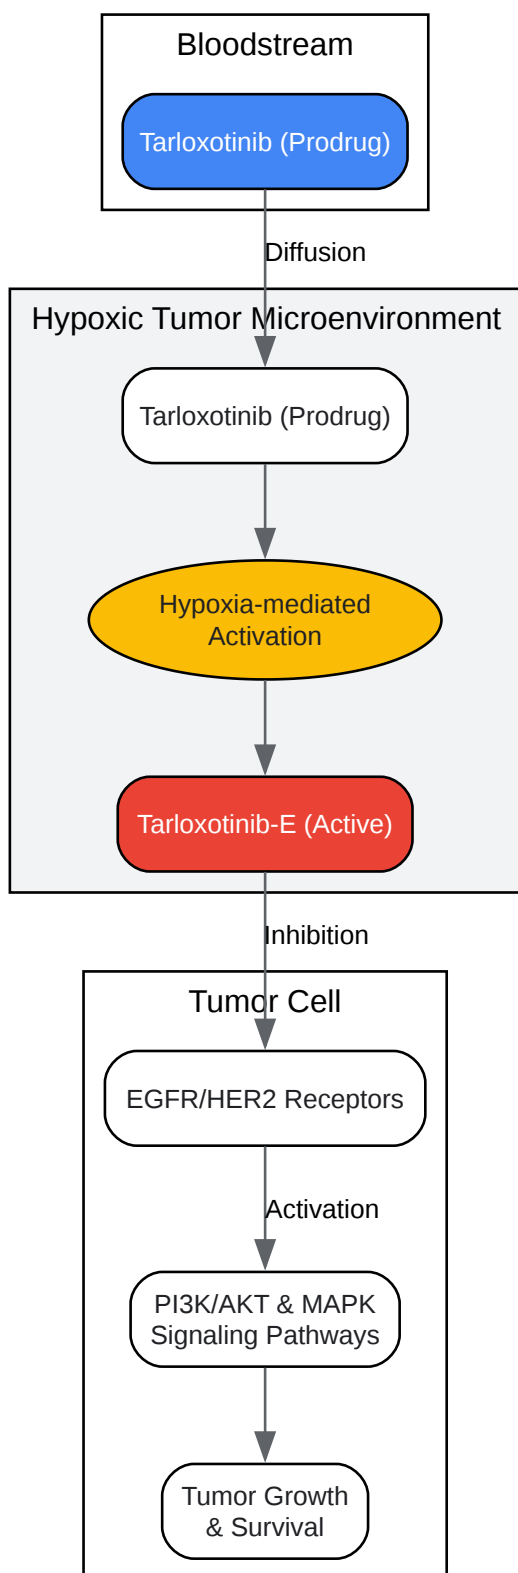 Bloodstream
Tarloxotinib (Prodrug)
Diffusion
Hypoxic Tumor Microenvironment
Tarloxotinib (Prodrug)
Hypoxia-mediated
Activation
Tarloxotinib-E (Active)
Inhibition
Tumor Cell
EGFR/HER2 Receptors
Activation
PI3K/AKT & MAPK
Signaling Pathways
Tumor Growth
& Survival